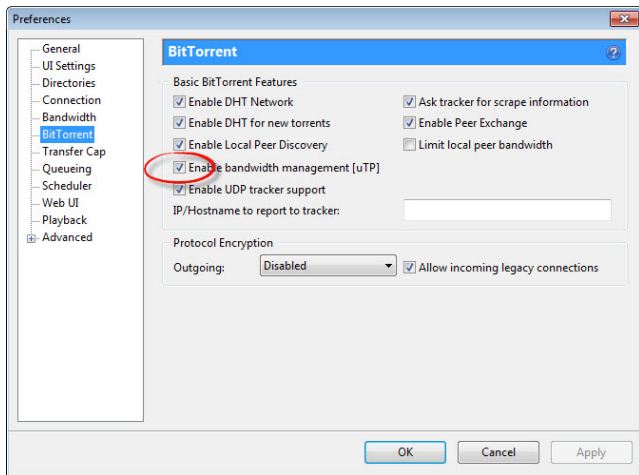 Preferences
General
UI Settings
Directories
Connection
Bandwidth
BitTorrent
Transfer Cap
Queueing
Scheduler
Web UI
Playback
Advanced
BitTorrent
Basic BitTorrent Features
Enable DHT Network
Ask tracker for scrape information
Enable DHT for new torrents
Enable Peer Exchange
Enable Local Peer Discovery
Limit local peer bandwidth
Enable bandwidth management [uTP]
Enable UDP tracker support
IP/Hostname to report to tracker:
Protocol Encryption
Outgoing:
Disabled
Allow incoming legacy connections
OK
Cancel
Apply